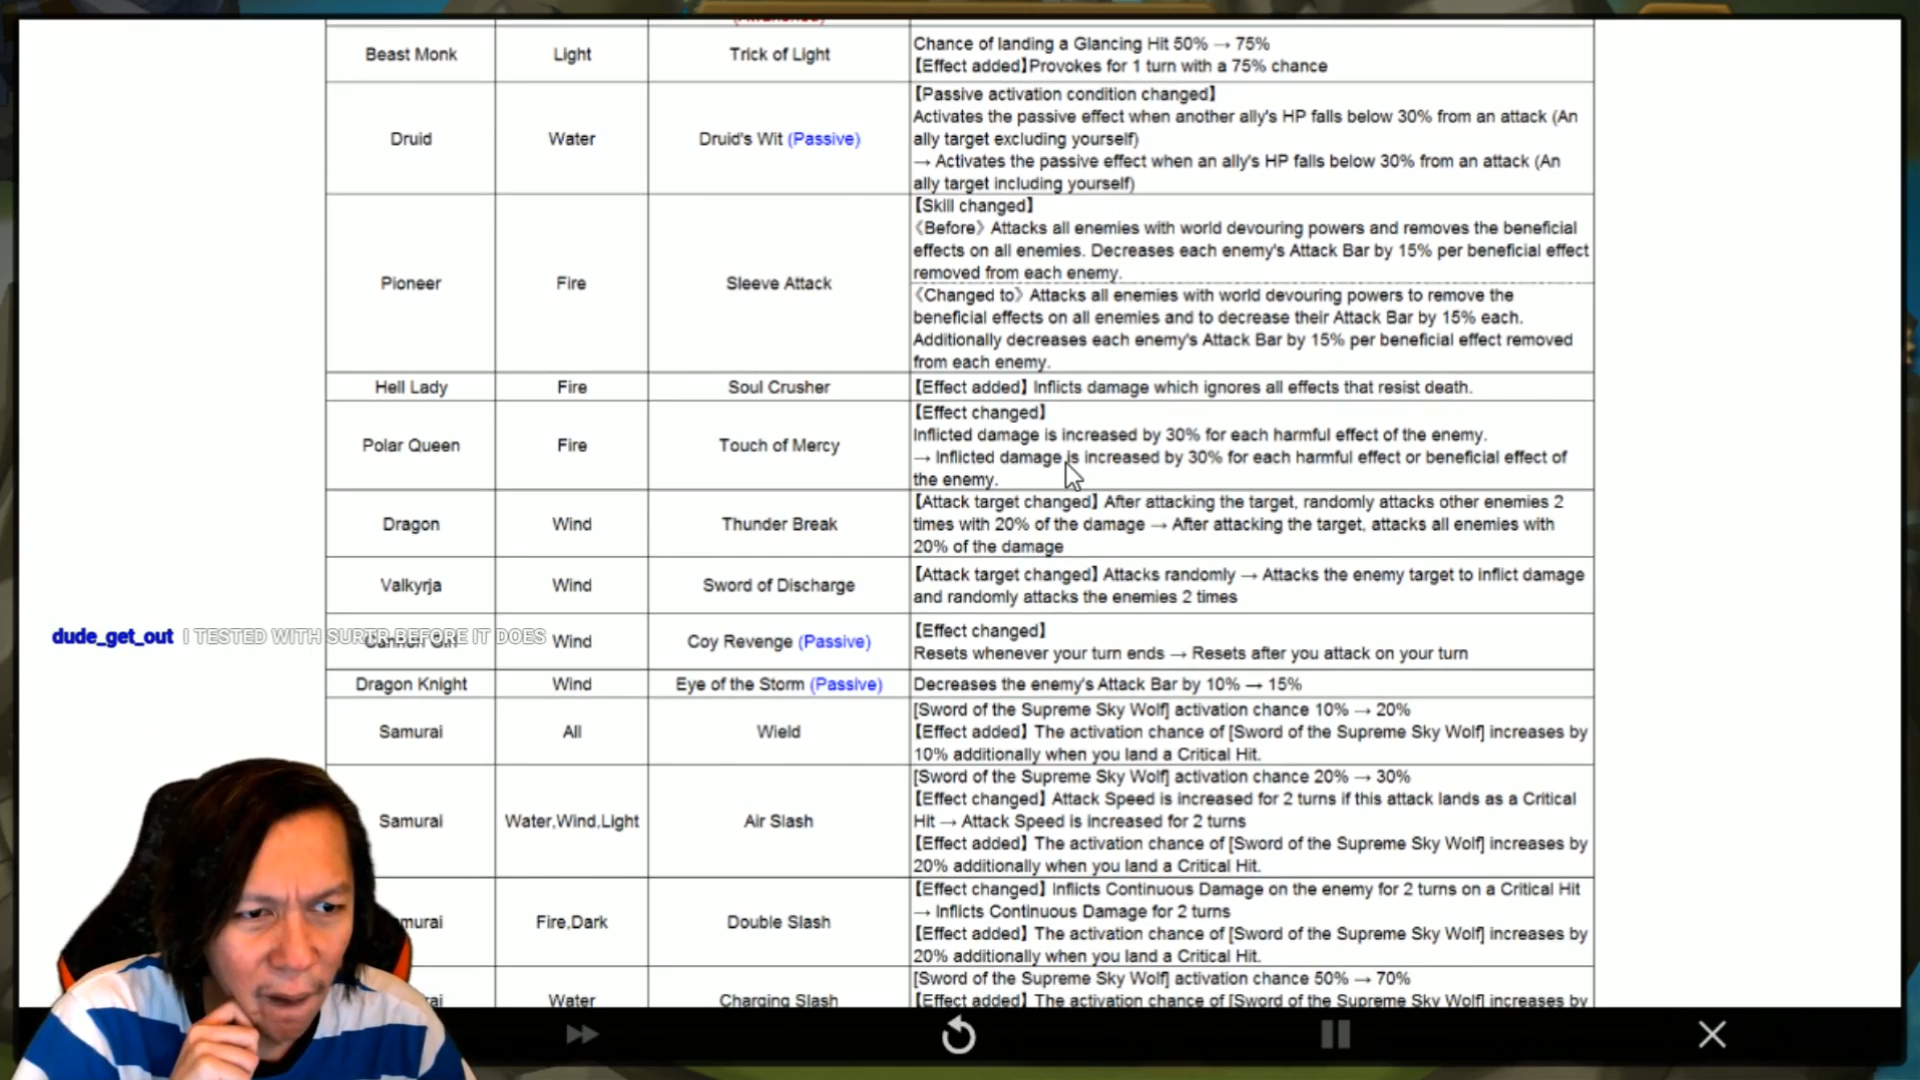 Beast Monk
Light
Trick of Light
Chance of landing a Glancing Hit 50% → 75%
【Effect added】Provokes for 1 turn with a 75% chance
Druid
Water
Druid's Wit (Passive)
【Passive activation condition changed】
Activates the passive effect when another ally's HP falls below 30% from an attack (An
ally target excluding yourself)
→ Activates the passive effect when an ally's HP falls below 30% from an attack (An
ally target including yourself)
Pioneer
Fire
Sleeve Attack
【Skill changed】
《Before》Attacks all enemies with world devouring powers and removes the beneficial
effects on all enemies. Decreases each enemy's Attack Bar by 15% per beneficial effect
removed from each enemy.
《Changed to》Attacks all enemies with world devouring powers to remove the
beneficial effects on all enemies and to decrease their Attack Bar by 15% each.
Additionally decreases each enemy's Attack Bar by 15% per beneficial effect removed
from each enemy.
Hell Lady
Fire
Soul Crusher
【Effect added】Inflicts damage which ignores all effects that resist death.
Polar Queen
Fire
Touch of Mercy
【Effect changed】
Inflicted damage is increased by 30% for each harmful effect of the enemy.
→ Inflicted damage is increased by 30% for each harmful effect or beneficial effect of
the enemy.
Dragon
Wind
Thunder Break
【Attack target changed】After attacking the target, randomly attacks other enemies 2
times with 20% of the damage → After attacking the target, attacks all enemies with
20% of the damage
Valkyrja
Wind
Sword of Discharge
【Attack target changed】Attacks randomly → Attacks the enemy target to inflict damage
and randomly attacks the enemies 2 times
dude_get_out I TESTED WITH SURTR BEFORE IT DOES
Wind
Coy Revenge (Passive)
【Effect changed】
Resets whenever your turn ends → Resets after you attack on your turn
Dragon Knight
Wind
Eye of the Storm (Passive)
Decreases the enemy's Attack Bar by 10% → 15%
Samurai
All
Wield
[Sword of the Supreme Sky Wolf] activation chance 10% → 20%
【Effect added】The activation chance of [Sword of the Supreme Sky Wolf] increases by
10% additionally when you land a Critical Hit.
Samurai
Water,Wind,Light
Air Slash
[Sword of the Supreme Sky Wolf] activation chance 20% → 30%
【Effect changed】Attack Speed is increased for 2 turns if this attack lands as a Critical
Hit → Attack Speed is increased for 2 turns
【Effect added】The activation chance of [Sword of the Supreme Sky Wolf] increases by
20% additionally when you land a Critical Hit.
murai
Fire,Dark
Double Slash
【Effect changed】Inflicts Continuous Damage on the enemy for 2 turns on a Critical Hit
→ Inflicts Continuous Damage for 2 turns
【Effect added】The activation chance of [Sword of the Supreme Sky Wolf] increases by
20% additionally when you land a Critical Hit.
rai
Water
Charging Slash
[Sword of the Supreme Sky Wolf] activation chance 50% → 70%
【Effect added】The activation chance of [Sword of the Supreme Sky Wolf] increases by